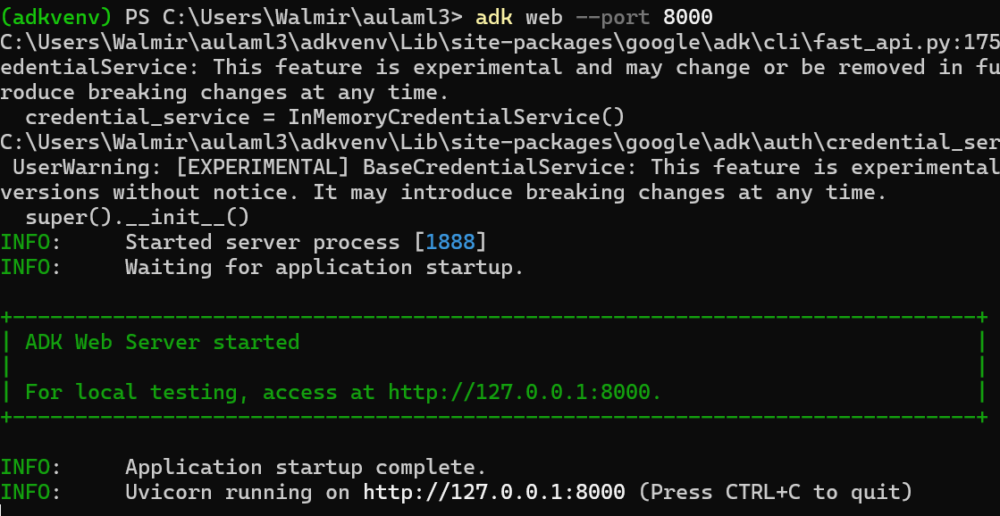 (adkvenv) PS C:\Users\Walmir\aulaml3> adk web --port 8000
C:\Users\Walmir\aulaml3\adkvenv\Lib\site-packages\google\adk\cli\fast_api.py:175
edentialService: This feature is experimental and may change or be removed in fu
roduce breaking changes at any time.
  credential_service = InMemoryCredentialService()
C:\Users\Walmir\aulaml3\adkvenv\Lib\site-packages\google\adk\auth\credential_ser
 UserWarning: [EXPERIMENTAL] BaseCredentialService: This feature is experimental
versions without notice. It may introduce breaking changes at any time.
  super().__init__()
INFO:     Started server process [1888]
INFO:     Waiting for application startup.
+-----------------------------------------------------------------------------+
| ADK Web Server started                                                      |
|                                                                             |
| For local testing, access at http://127.0.0.1:8000.                         |
+-----------------------------------------------------------------------------+
INFO:     Application startup complete.
INFO:     Uvicorn running on http://127.0.0.1:8000 (Press CTRL+C to quit)